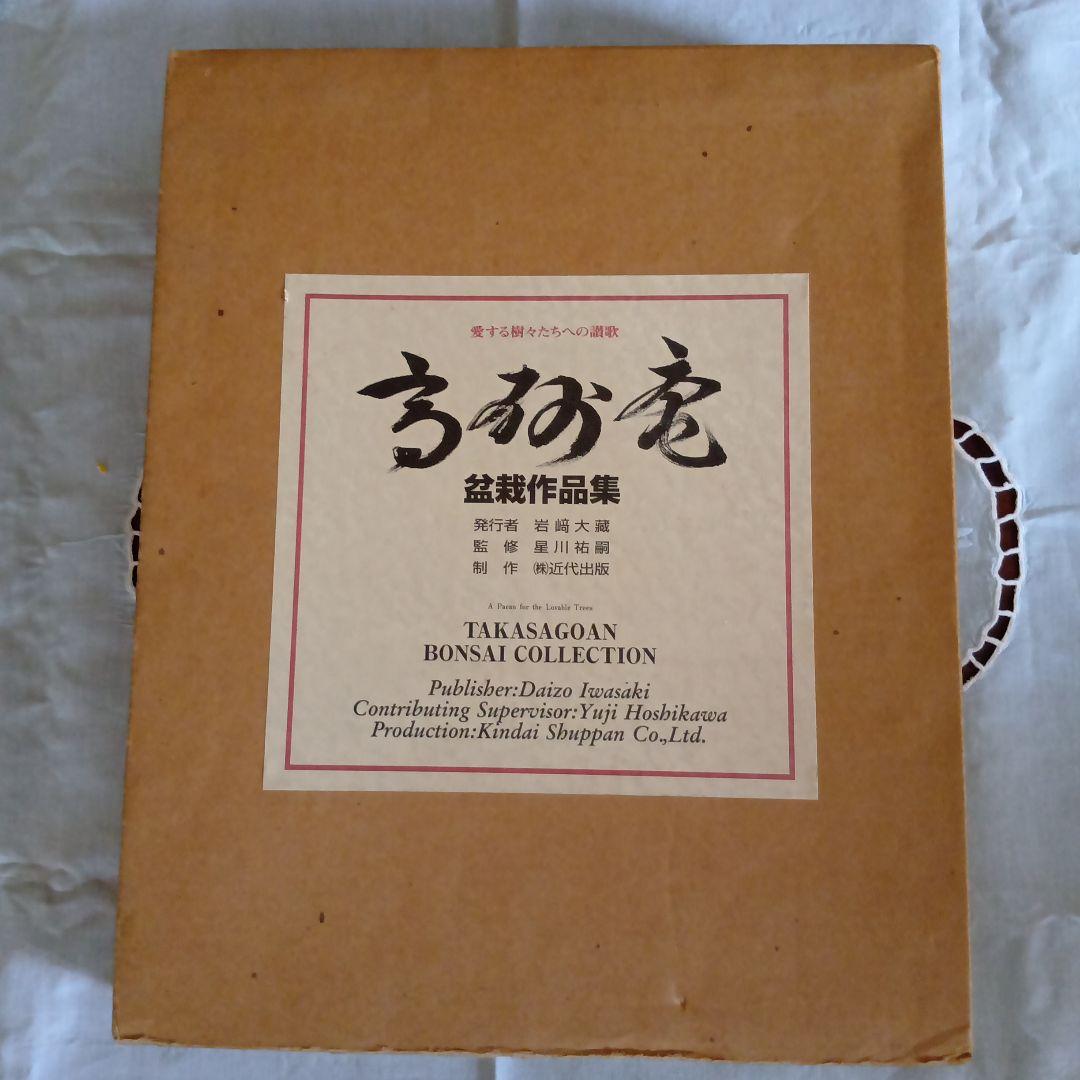 愛する樹々たちへの讃歌
高砂庵
盆栽作品集
発行者 岩﨑大藏
監修 星川祐嗣
制作 ㈱近代出版
A Paean for the Lovable Trees
TAKASAGOAN
BONSAI COLLECTION
Publisher:Daizo Iwasaki
Contributing Supervisor:Yuji Hoshikawa
Production:Kindai Shuppan Co.,Ltd.